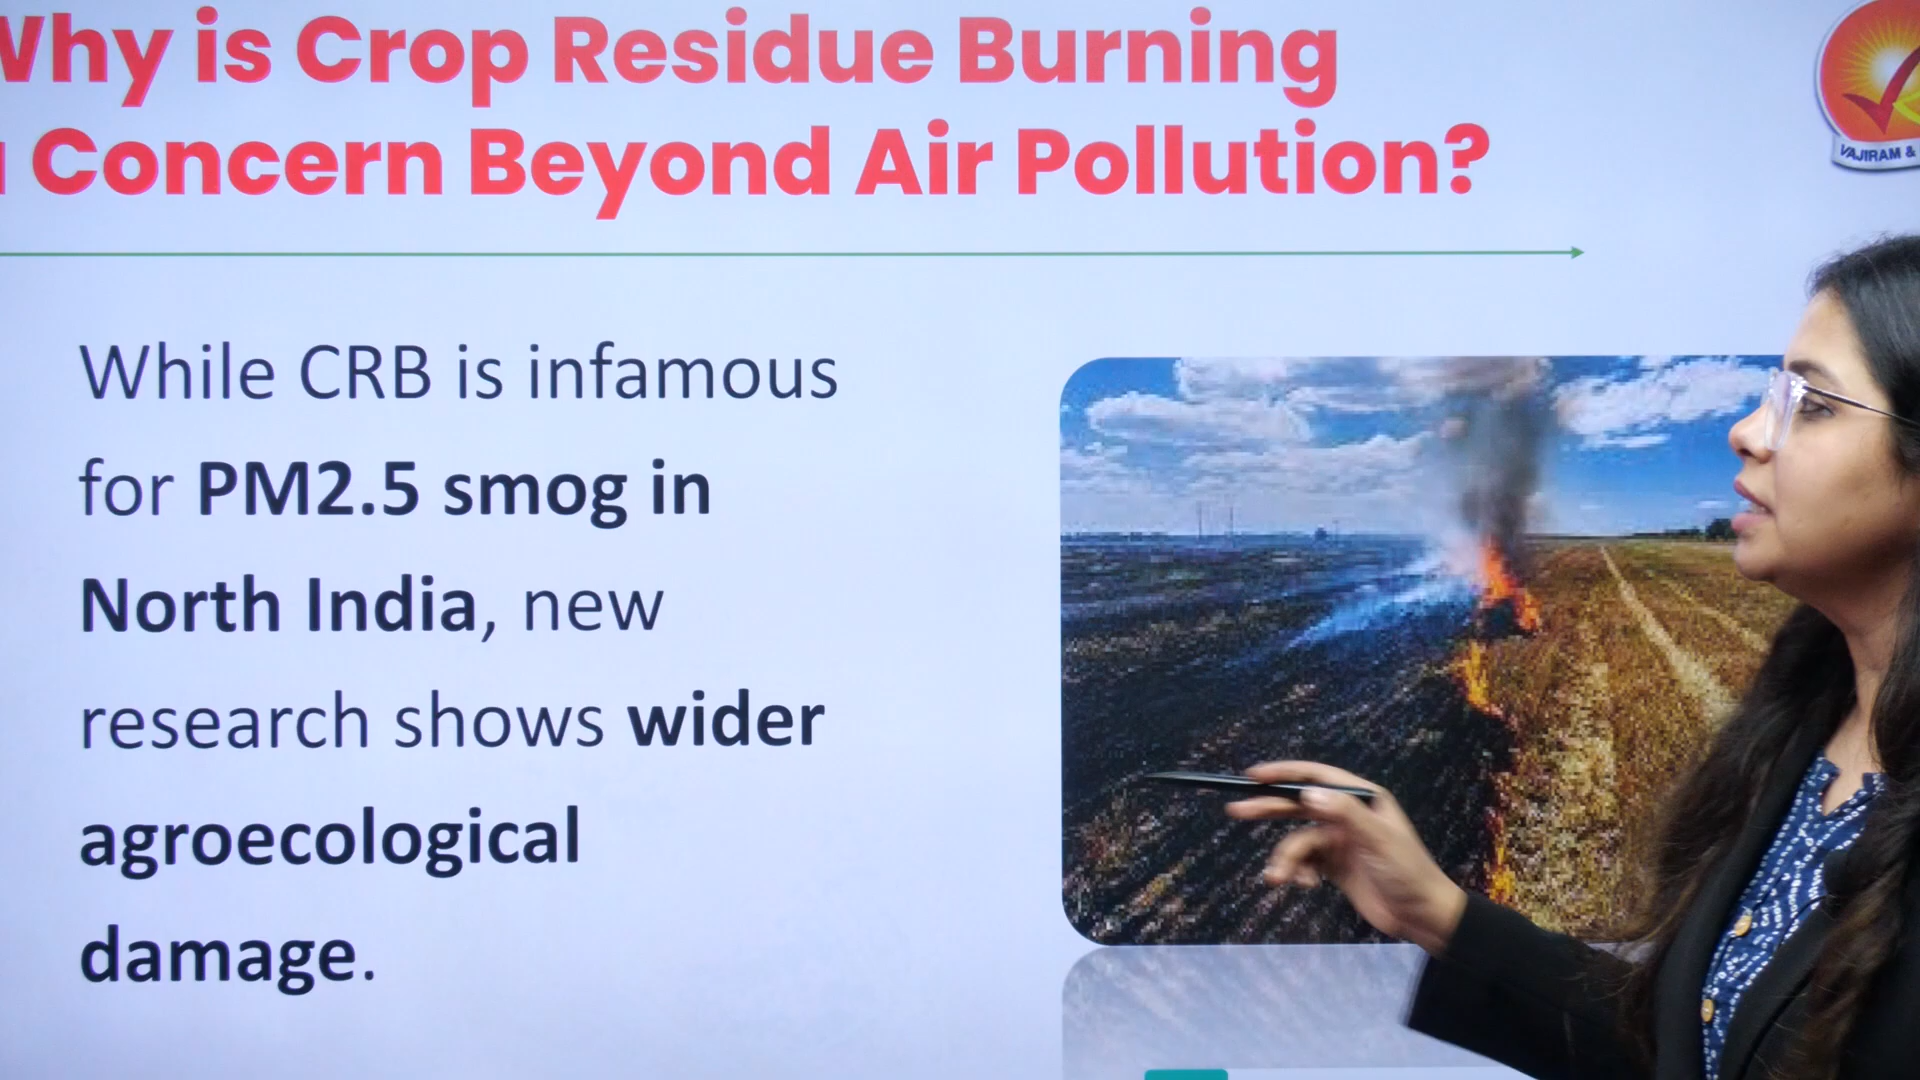 Why is Crop Residue Burning
a Concern Beyond Air Pollution?
VAJIRAM &
While CRB is infamous
for PM2.5 smog in
North India, new
research shows wider
agroecological
damage.